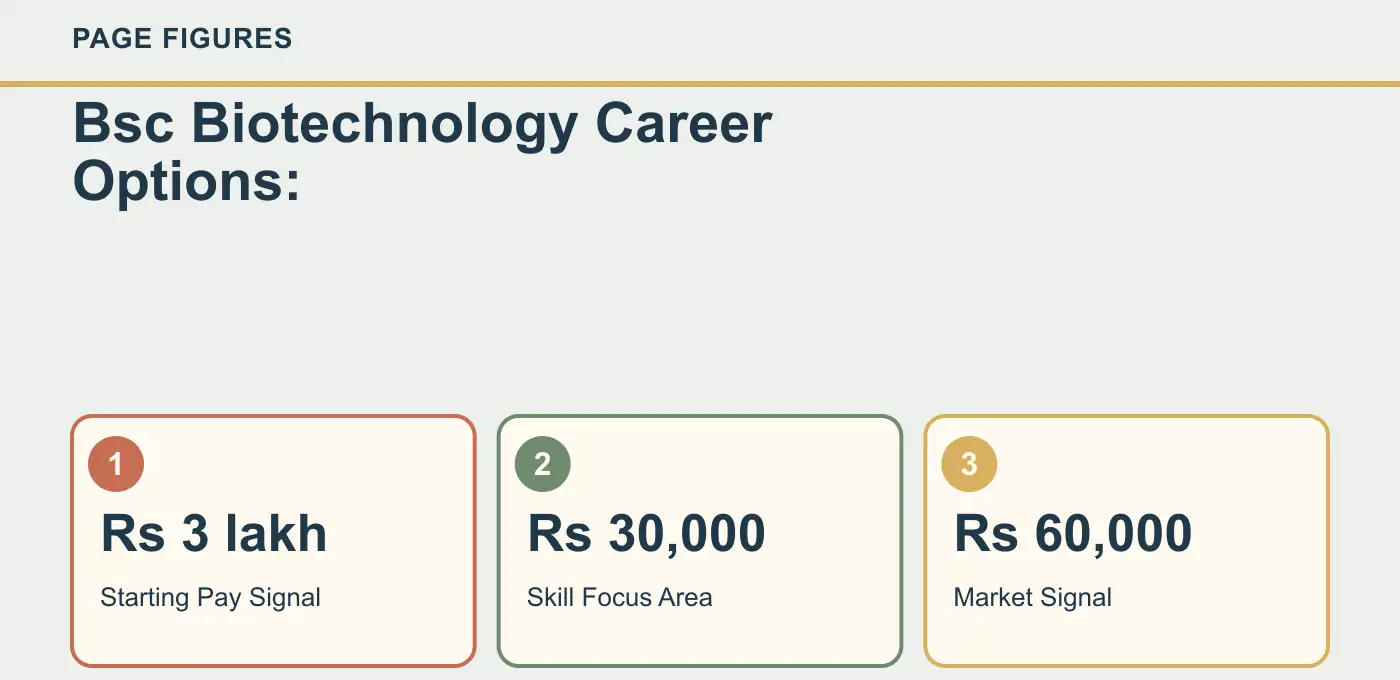 PAGE FIGURES
Bsc Biotechnology Career
Options:
1
Rs 3 lakh
Starting Pay Signal
2
Rs 30,000
Skill Focus Area
3
Rs 60,000
Market Signal